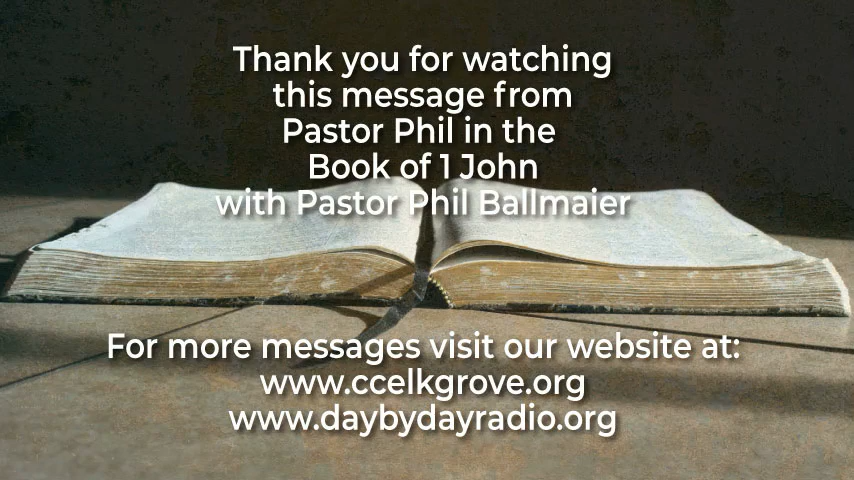 Thank you for watching
this message from
Pastor Phil in the
Book of 1 John
with Pastor Phil Ballmaier
For more messages visit our website at:
www.ccelkgrove.org
www.daybydayradio.org